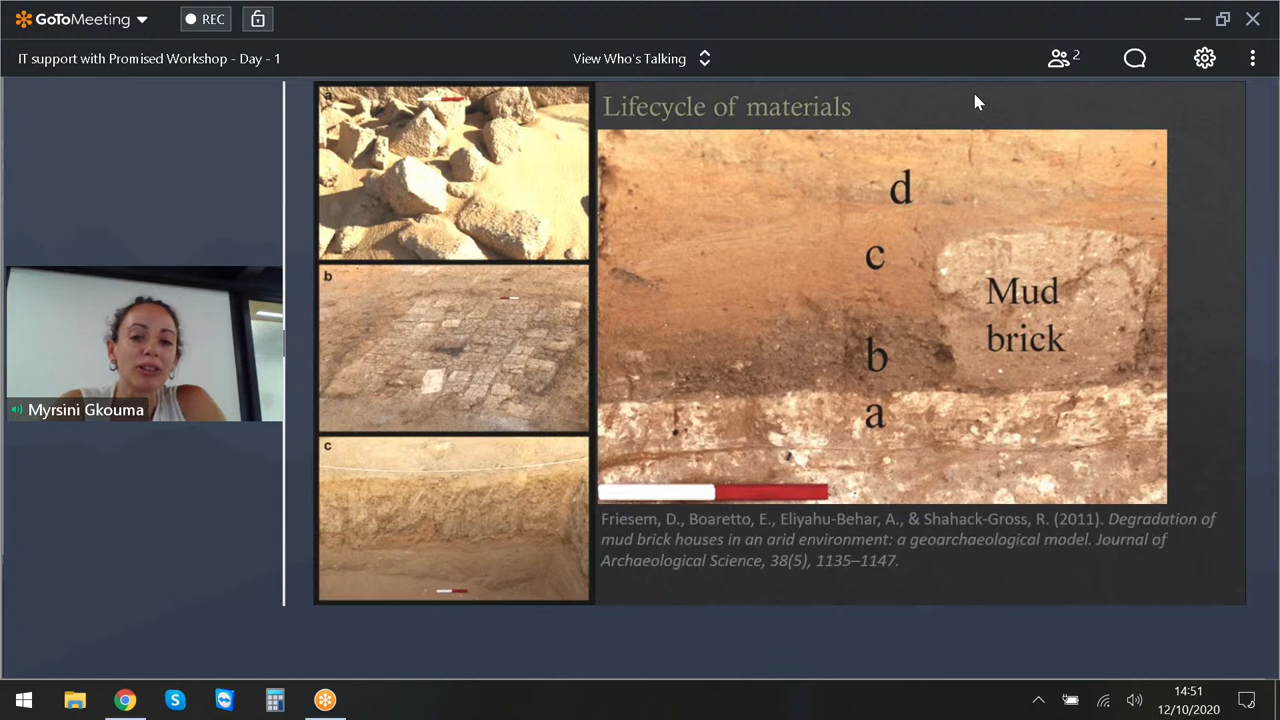 GoToMeeting
REC
IT support with Promised Workshop - Day - 1
View Who's Talking
2
Myrsini Gkouma
a
b
c
Lifecycle of materials
d
c
Mud
brick
b
a
Friesem, D., Boaretto, E., Eliyahu-Behar, A., & Shahack-Gross, R. (2011). Degradation of
mud brick houses in an arid environment: a geoarchaeological model. Journal of
Archaeological Science, 38(5), 1135–1147.
14:51
12/10/2020